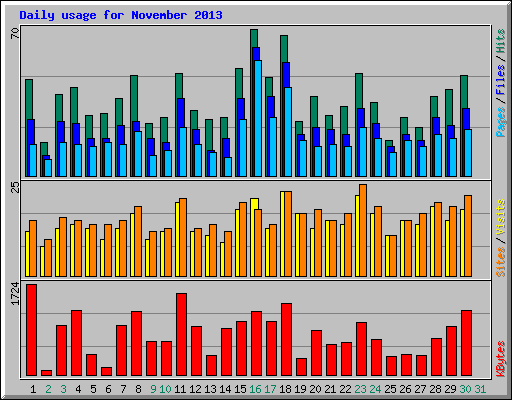 Daily usage for November 2013
70
Pages / Files / Hits
25
Sites / Visits
1724
KBytes
1 2 3 4 5 6 7 8 9 10 11 12 13 14 15 16 17 18 19 20 21 22 23 24 25 26 27 28 29 30 31